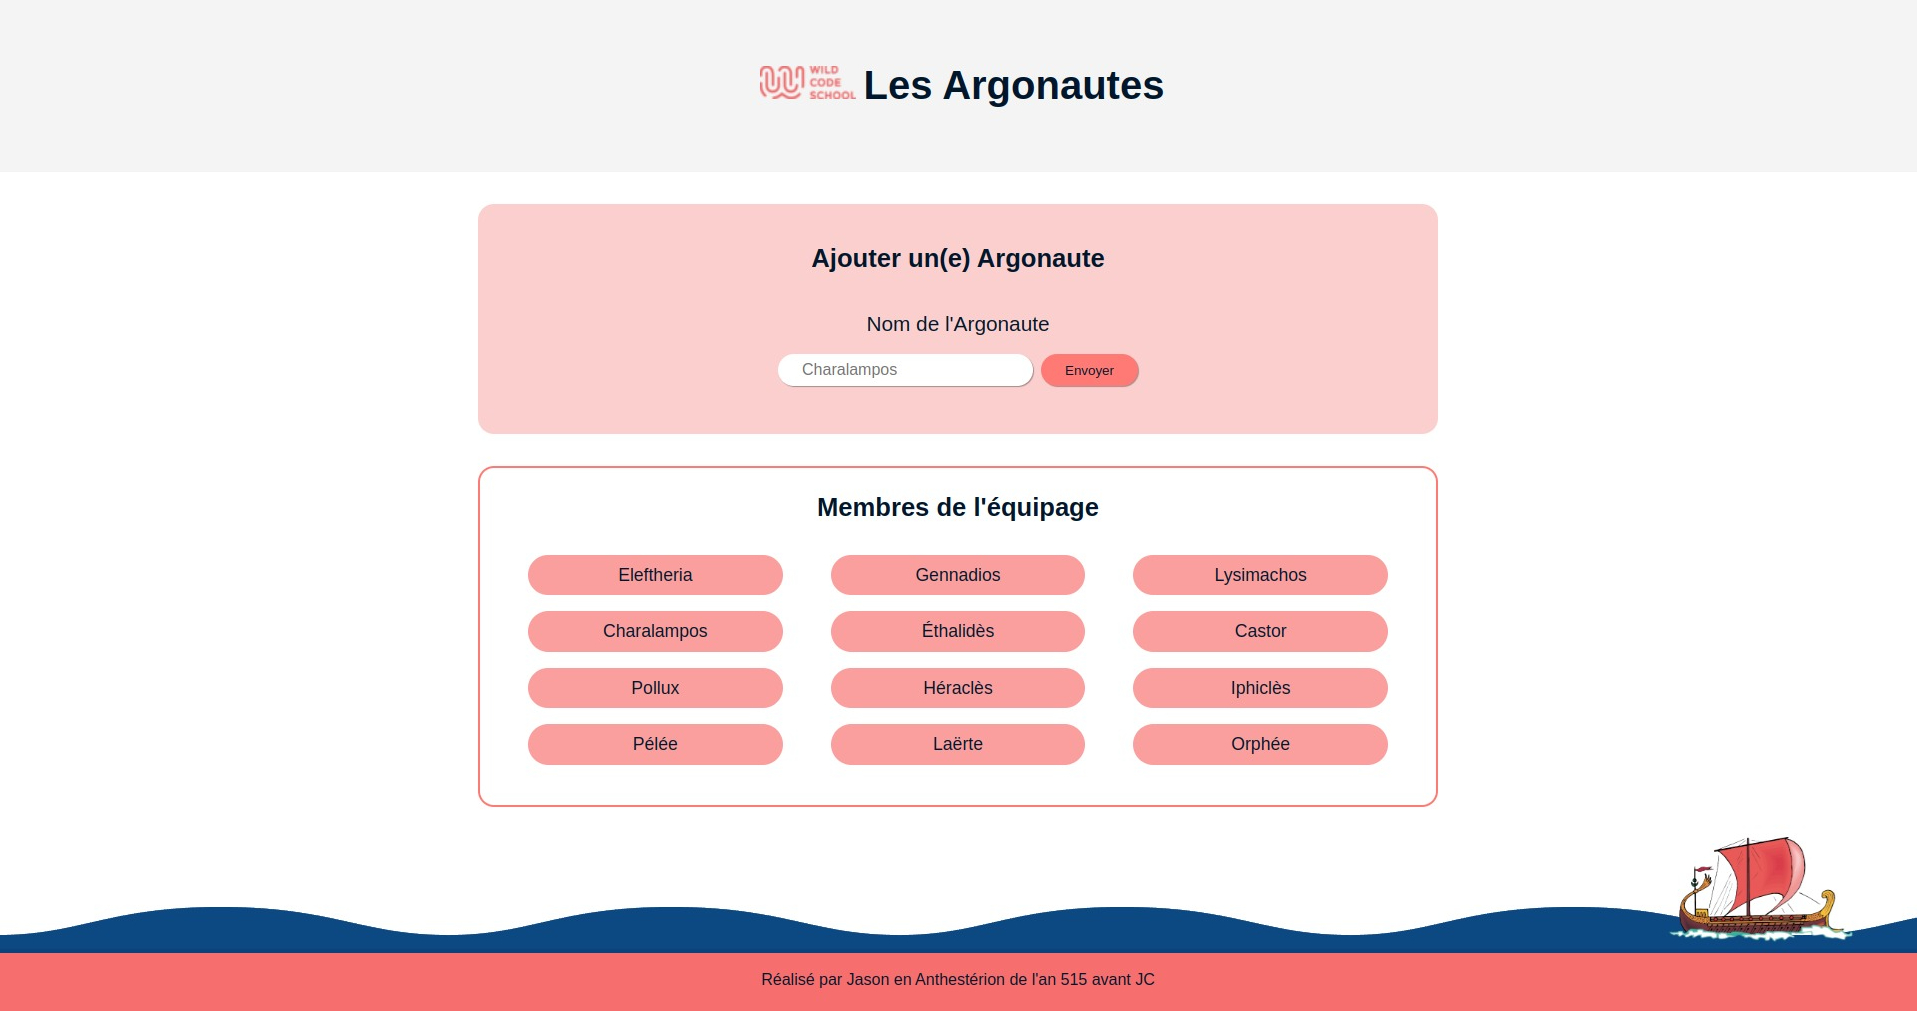 WILD
CODE
SCHOOL
Les Argonautes
Ajouter un(e) Argonaute
Nom de l'Argonaute
Charalampos
Envoyer
Membres de l'équipage
Eleftheria
Gennadios
Lysimachos
Charalampos
Éthalidès
Castor
Pollux
Héraclès
Iphiclès
Pélée
Laërte
Orphée
Réalisé par Jason en Anthestérion de l'an 515 avant JC